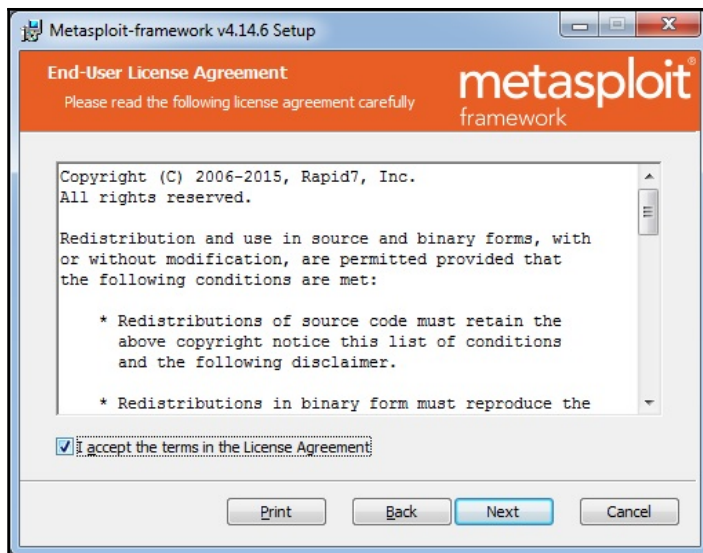 Metasploit-framework v4.14.6 Setup
End-User License Agreement
Please read the following license agreement carefully
metasploit®
framework
Copyright (C) 2006-2015, Rapid7, Inc.
All rights reserved.
Redistribution and use in source and binary forms, with
or without modification, are permitted provided that
the following conditions are met:
* Redistributions of source code must retain the
above copyright notice this list of conditions
and the following disclaimer.
* Redistributions in binary form must reproduce the
I accept the terms in the License Agreement
Print Back Next Cancel